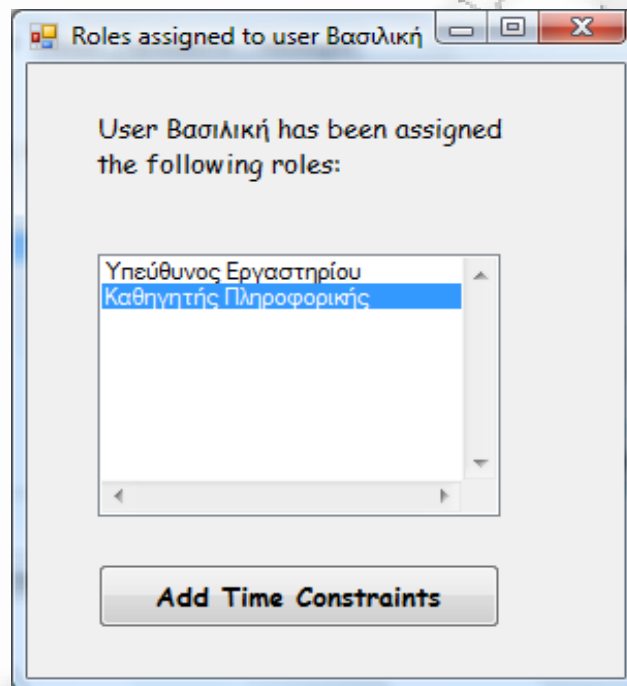 Roles assigned to user Βασιλική
User Βασιλική has been assigned
the following roles:
Υπεύθυνος Εργαστηρίου
Καθηγητής Πληροφορικής
Add Time Constraints